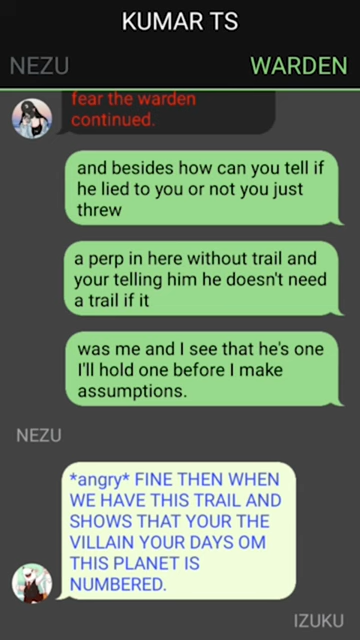 KUMAR TS
NEZU
WARDEN
fear the warden
continued.
and besides how can you tell if
he lied to you or not you just
threw
a perp in here without trail and
your telling him he doesn't need
a trail if it
was me and I see that he's one
I'll hold one before I make
assumptions.
NEZU
*angry* FINE THEN WHEN
WE HAVE THIS TRAIL AND
SHOWS THAT YOUR THE
VILLAIN YOUR DAYS OM
THIS PLANET IS
NUMBERED.
IZUKU